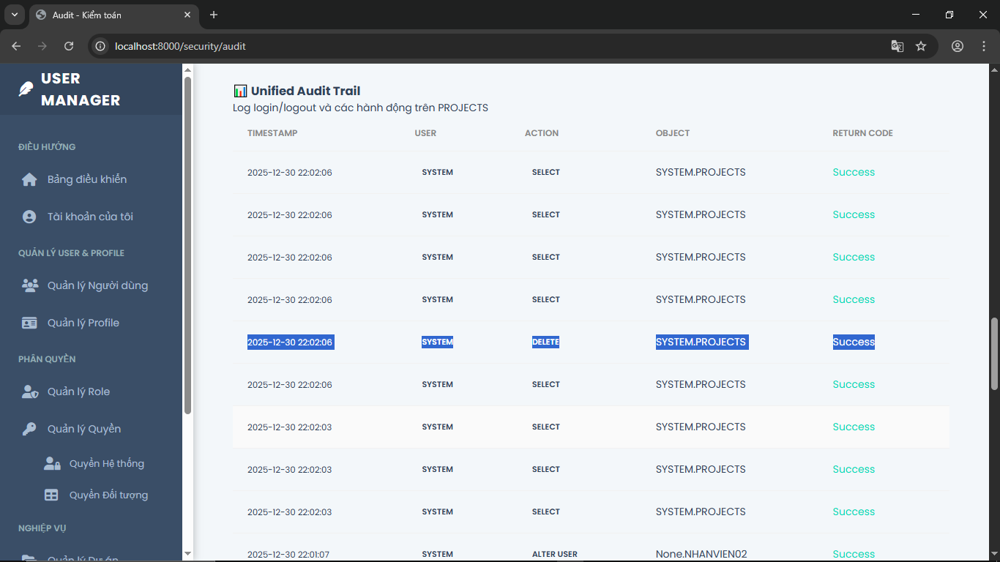 Audit - Kiểm toán
localhost:8000/security/audit
USER
MANAGER
ĐIỀU HƯỚNG
Bảng điều khiển
Tài khoản của tôi
QUẢN LÝ USER & PROFILE
Quản lý Người dùng
Quản lý Profile
PHÂN QUYỀN
Quản lý Role
Quản lý Quyền
Quyền Hệ thống
Quyền Đối tượng
NGHIỆP VỤ
Quản lý Dự án
Unified Audit Trail
Log login/logout và các hành động trên PROJECTS
TIMESTAMP USER ACTION OBJECT RETURN CODE
2025-12-30 22:02:06 SYSTEM SELECT SYSTEM.PROJECTS Success
2025-12-30 22:02:06 SYSTEM SELECT SYSTEM.PROJECTS Success
2025-12-30 22:02:06 SYSTEM SELECT SYSTEM.PROJECTS Success
2025-12-30 22:02:06 SYSTEM SELECT SYSTEM.PROJECTS Success
2025-12-30 22:02:06 SYSTEM DELETE SYSTEM.PROJECTS Success
2025-12-30 22:02:06 SYSTEM SELECT SYSTEM.PROJECTS Success
2025-12-30 22:02:03 SYSTEM SELECT SYSTEM.PROJECTS Success
2025-12-30 22:02:03 SYSTEM SELECT SYSTEM.PROJECTS Success
2025-12-30 22:02:03 SYSTEM SELECT SYSTEM.PROJECTS Success
2025-12-30 22:01:07 SYSTEM ALTER USER None.NHANVIEN02 Success